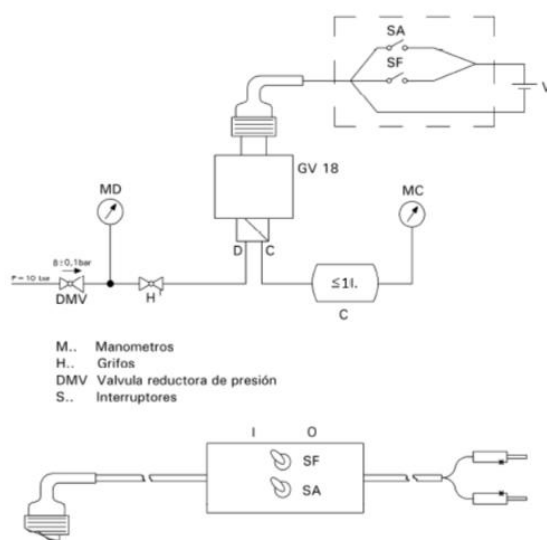 SA
SF
V
GV 18
MD
MC
D C
8±0,1bar
P=10 bar
DMV
H
≤1l.
C
M.. Manometros
H.. Grifos
DMV Valvula reductora de presión
S.. Interruptores
I O
SF
SA